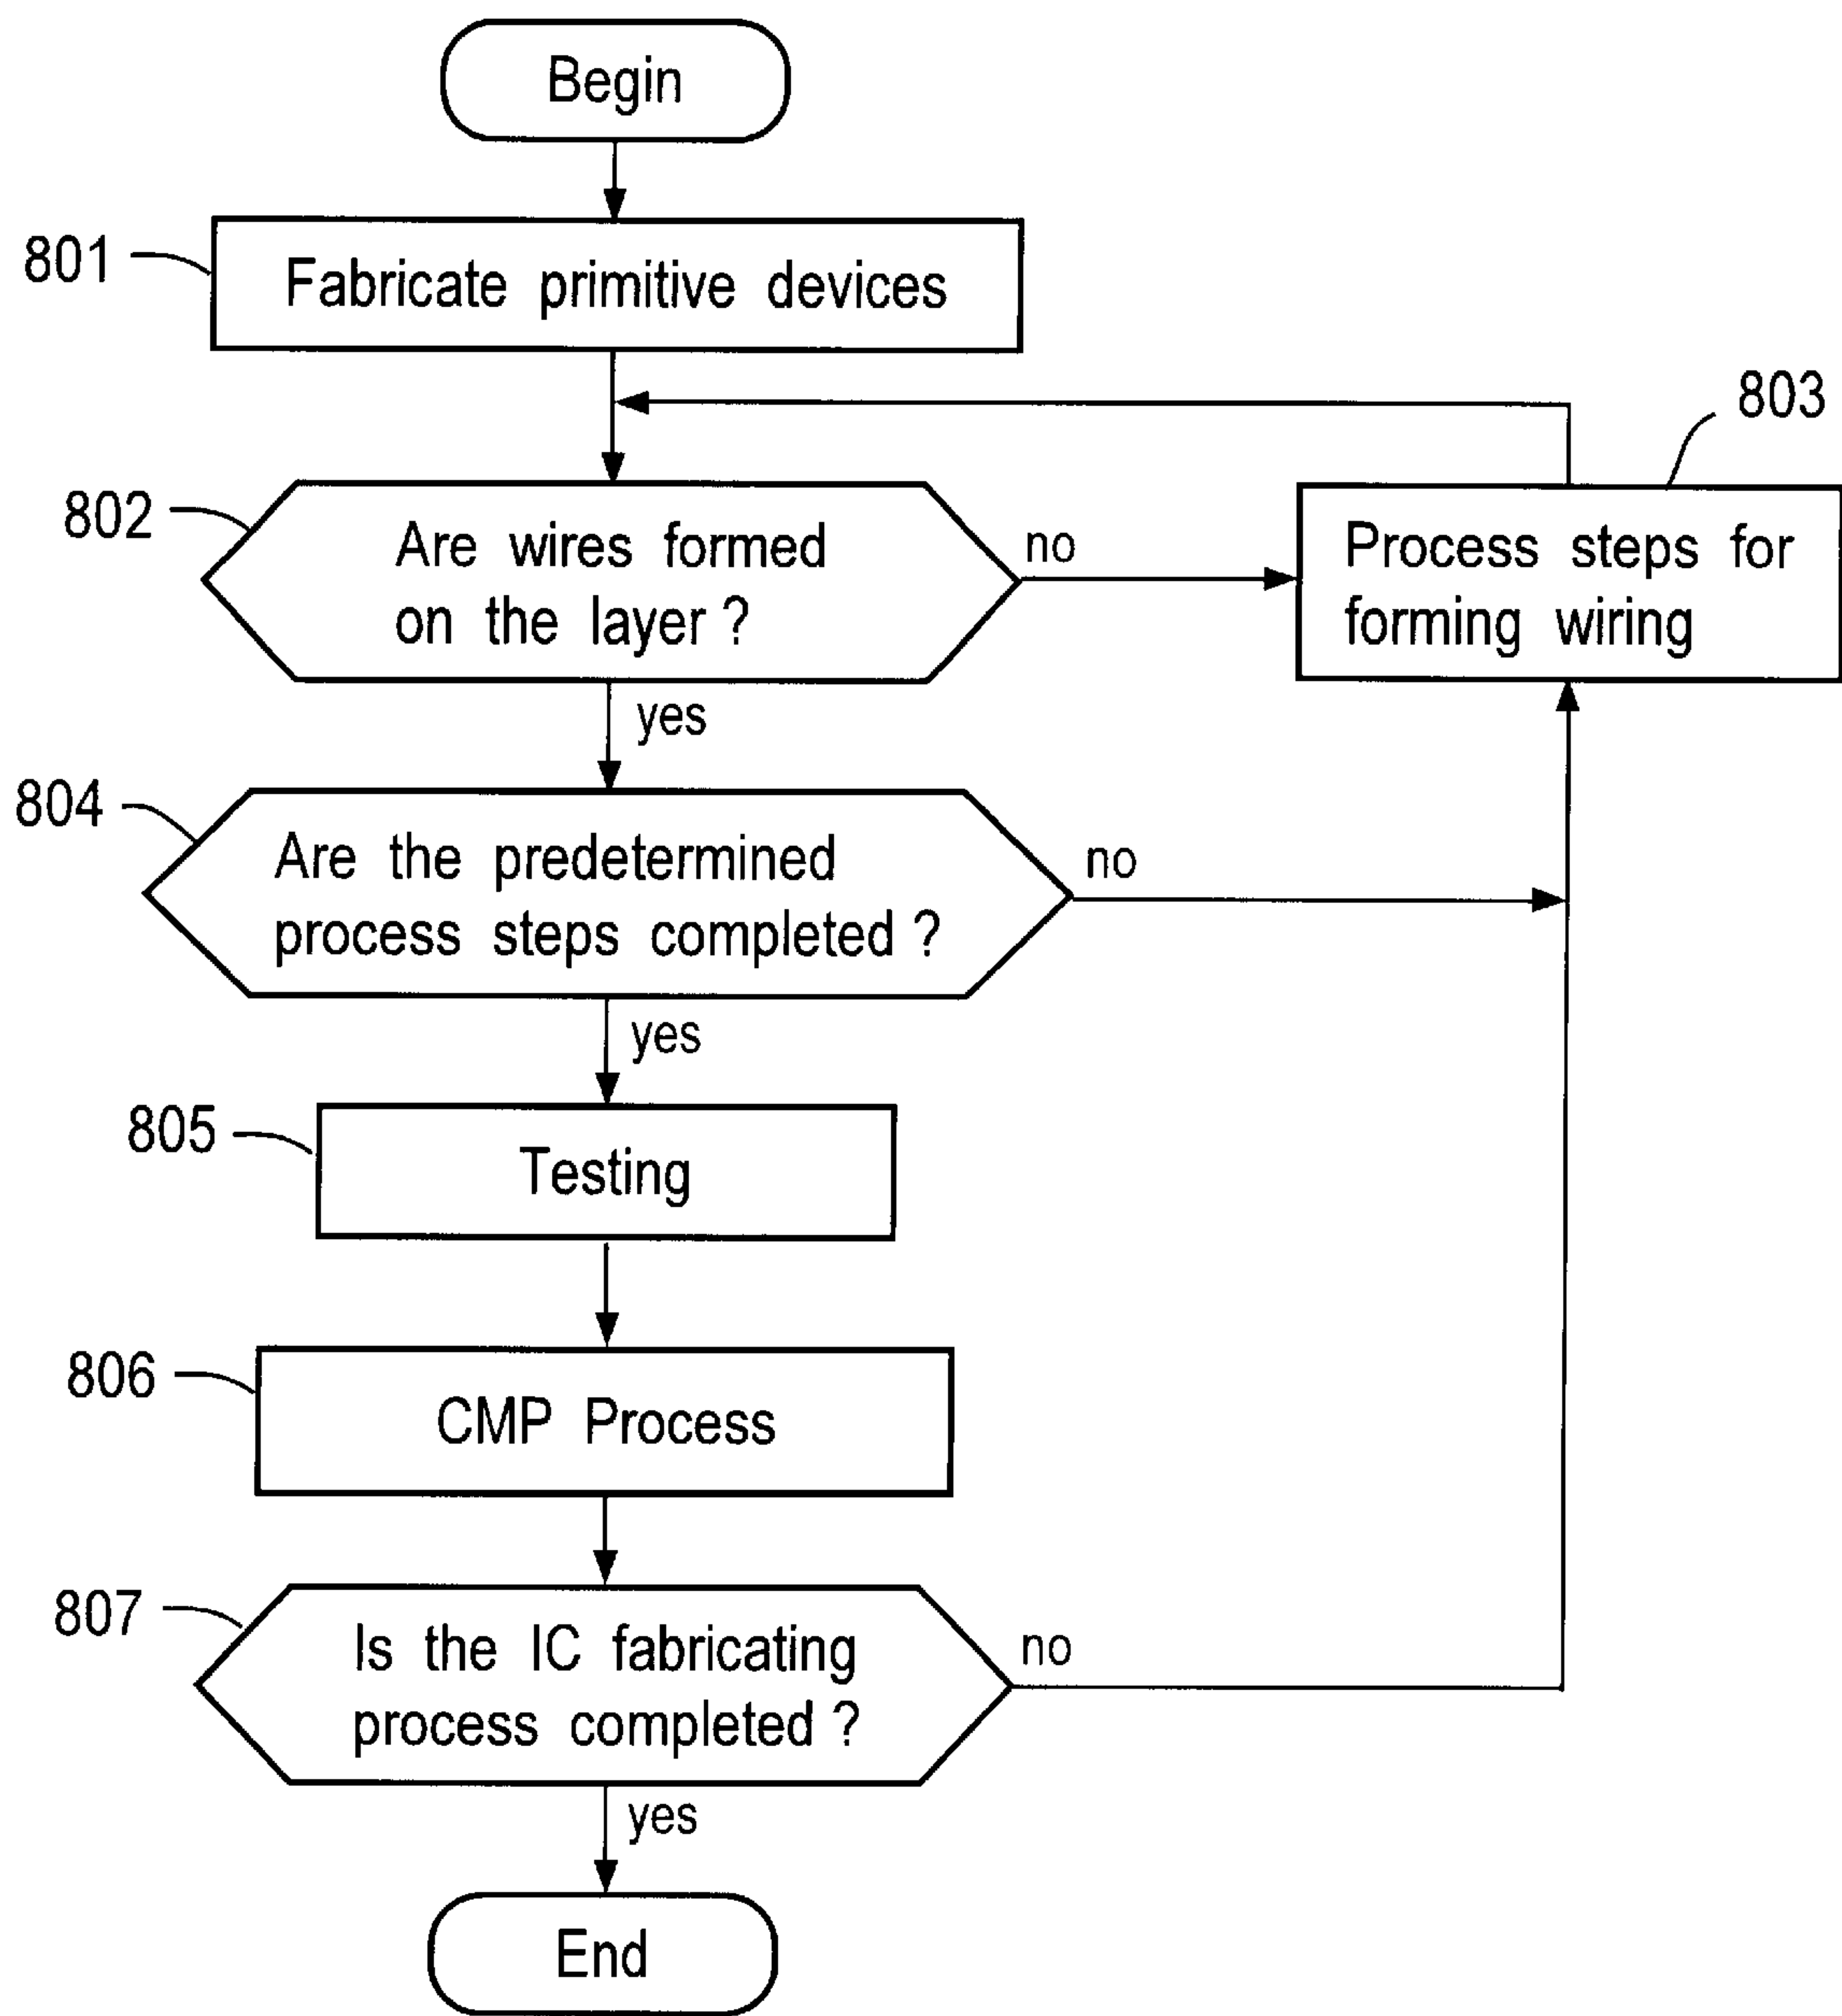 Begin
801
Fabricate primitive devices
803
802
Are wires formed
on the layer ?
no
Process steps for
forming wiring
yes
804
Are the predetermined
process steps completed ?
no
yes
805
Testing
806
CMP Process
807
Is the IC fabricating
process completed ?
no
yes
End